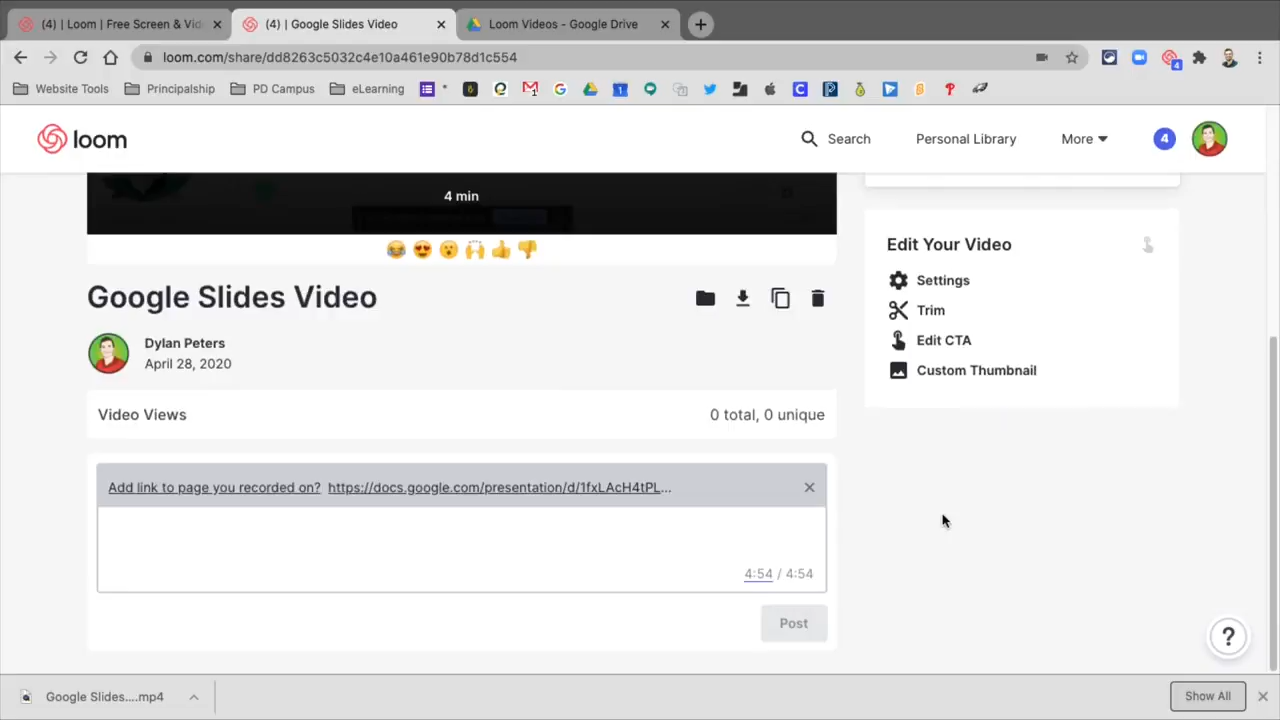 (4) | Loom | Free Screen & Vid
(4) | Google Slides Video
Loom Videos - Google Drive
loom.com/share/dd8263c5032c4e10a461e90b78d1c554
4
Website Tools
Principalship
PD Campus
eLearning
loom
Search
Personal Library
More
4
4 min
Edit Your Video
Settings
Trim
Edit CTA
Custom Thumbnail
Google Slides Video
Dylan Peters
April 28, 2020
Video Views
0 total, 0 unique
Add link to page you recorded on? https://docs.google.com/presentation/d/1fxLAcH4tPL...
4:54 / 4:54
Post
?
Google Slides....mp4
Show All